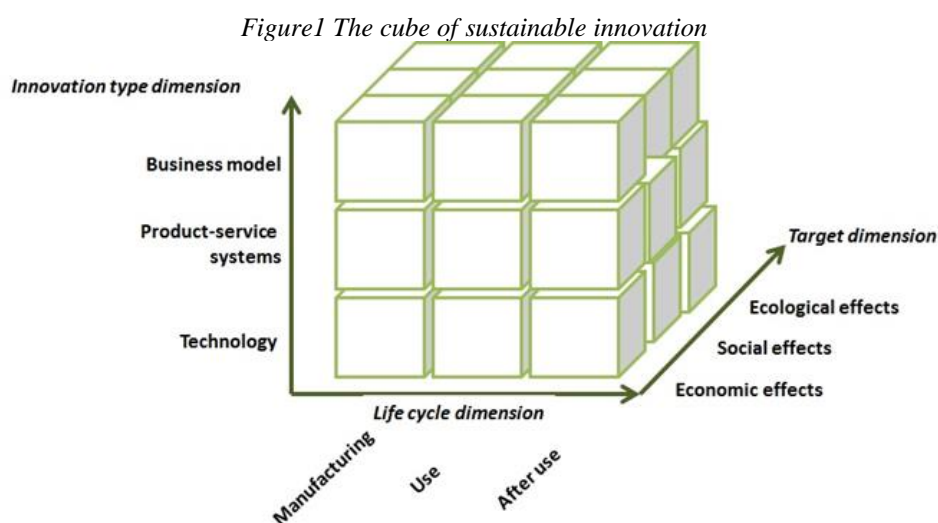 Figure1 The cube of sustainable innovation
Innovation type dimension
Business model
Product-service
systems
Technology
Target dimension
Ecological effects
Social effects
Economic effects
Life cycle dimension
Manufacturing
Use
After use